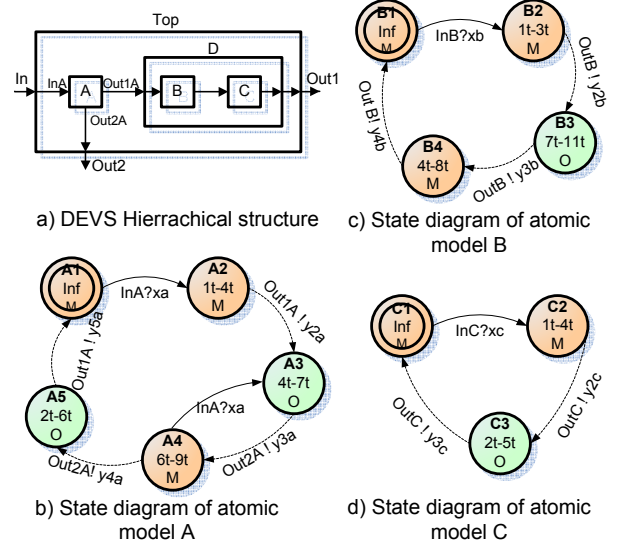 Top
D
In
InA
A
Out1A
B
C
Out1
Out2A
Out2
a) DEVS Hierrachical structure
B1
Inf
M
InB?xb
B2
1t-3t
M
OutB ! y2b
B3
7t-11t
O
OutB ! y3b
B4
4t-8t
M
Out B! y4b
c) State diagram of atomic
model B
A1
Inf
M
InA?xa
A2
1t-4t
M
Out1A ! y2a
A3
4t-7t
O
InA?xa
Out2A ! y3a
A4
6t-9t
M
Out2A! y4a
A5
2t-6t
O
Out1A ! y5a
b) State diagram of atomic
model A
C1
Inf
M
InC?xc
C2
1t-4t
M
OutC ! y2c
C3
2t-5t
O
OutC ! y3c
d) State diagram of atomic
model C